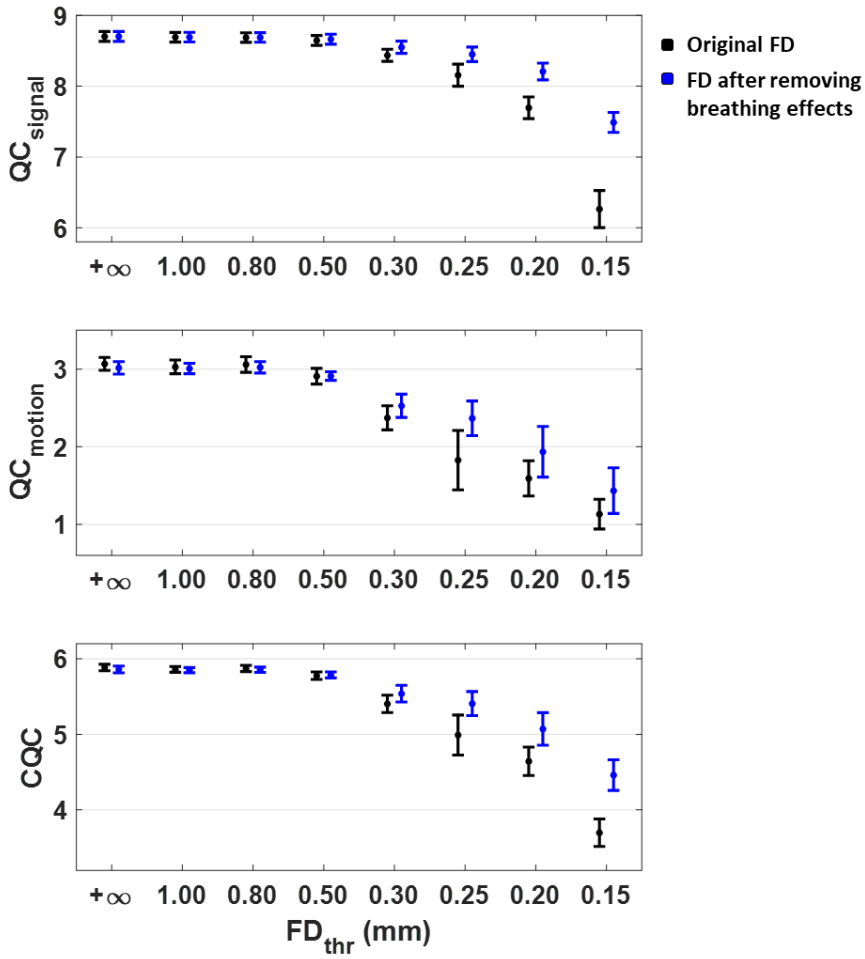 9
8
7
6
QC_signal
+∞ 1.00 0.80 0.50 0.30 0.25 0.20 0.15
Original FD
FD after removing
breathing effects
3
2
1
QC_motion
+∞ 1.00 0.80 0.50 0.30 0.25 0.20 0.15
6
5
4
CQC
+∞ 1.00 0.80 0.50 0.30 0.25 0.20 0.15
FD_thr (mm)